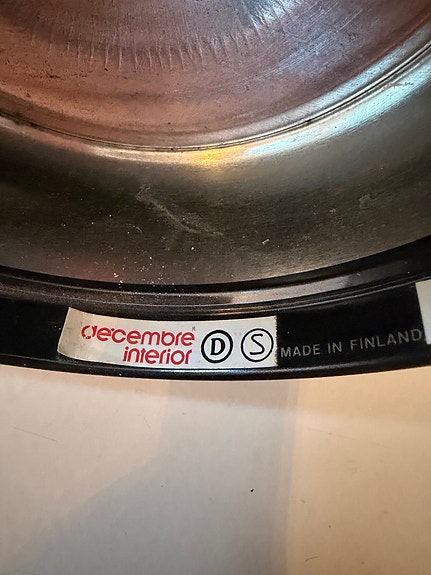 decembre®
interior
D S MADE IN FINLAND